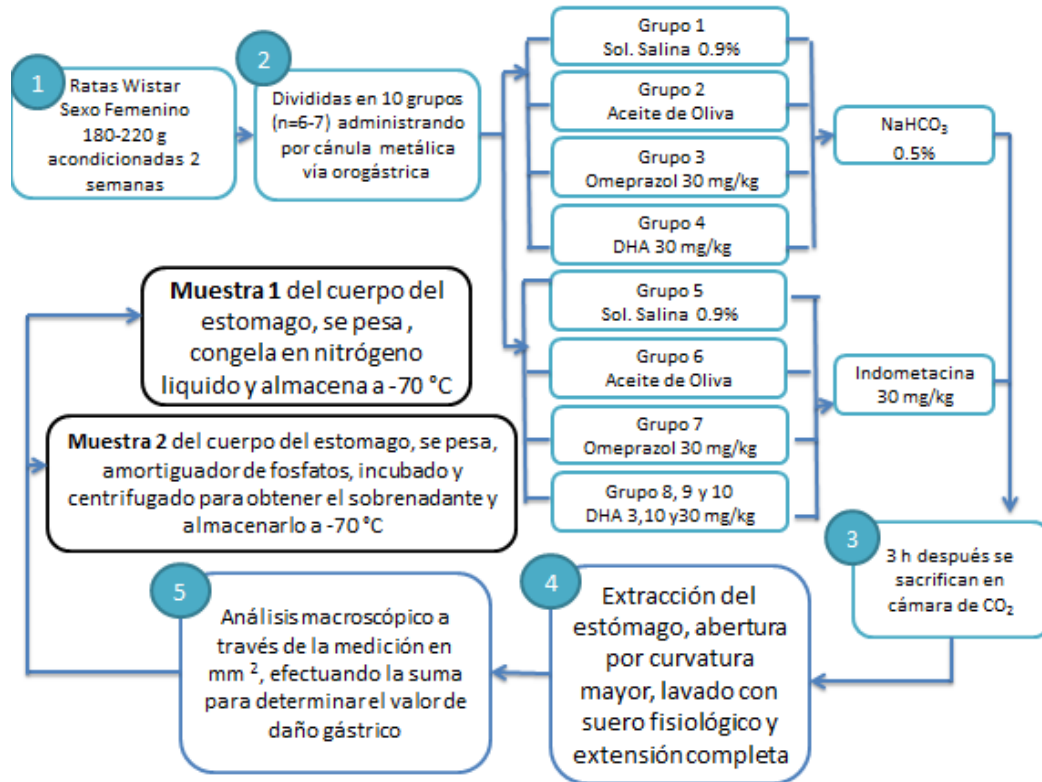 1
Ratas Wistar
Sexo Femenino
180-220 g
acondicionadas 2
semanas
2
Divididas en 10 grupos
(n=6-7) administrando
por cánula metálica
vía orogástrica
Grupo 1
Sol. Salina 0.9%
Grupo 2
Aceite de Oliva
Grupo 3
Omeprazol 30 mg/kg
Grupo 4
DHA 30 mg/kg
NaHCO₃
0.5%
Grupo 5
Sol. Salina 0.9%
Grupo 6
Aceite de Oliva
Grupo 7
Omeprazol 30 mg/kg
Grupo 8, 9 y 10
DHA 3,10 y30 mg/kg
Indometacina
30 mg/kg
3
3 h después se
sacrifican en
cámara de CO₂
4
Extracción del
estómago, abertura
por curvatura
mayor, lavado con
suero fisiológico y
extensión completa
5
Análisis macroscópico a
través de la medición en
mm ², efectuando la suma
para determinar el valor de
daño gástrico
Muestra 1 del cuerpo del
estomago, se pesa ,
congela en nitrógeno
liquido y almacena a -70 °C
Muestra 2 del cuerpo del estomago, se pesa,
amortiguador de fosfatos, incubado y
centrifugado para obtener el sobrenadante y
almacenarlo a -70 °C